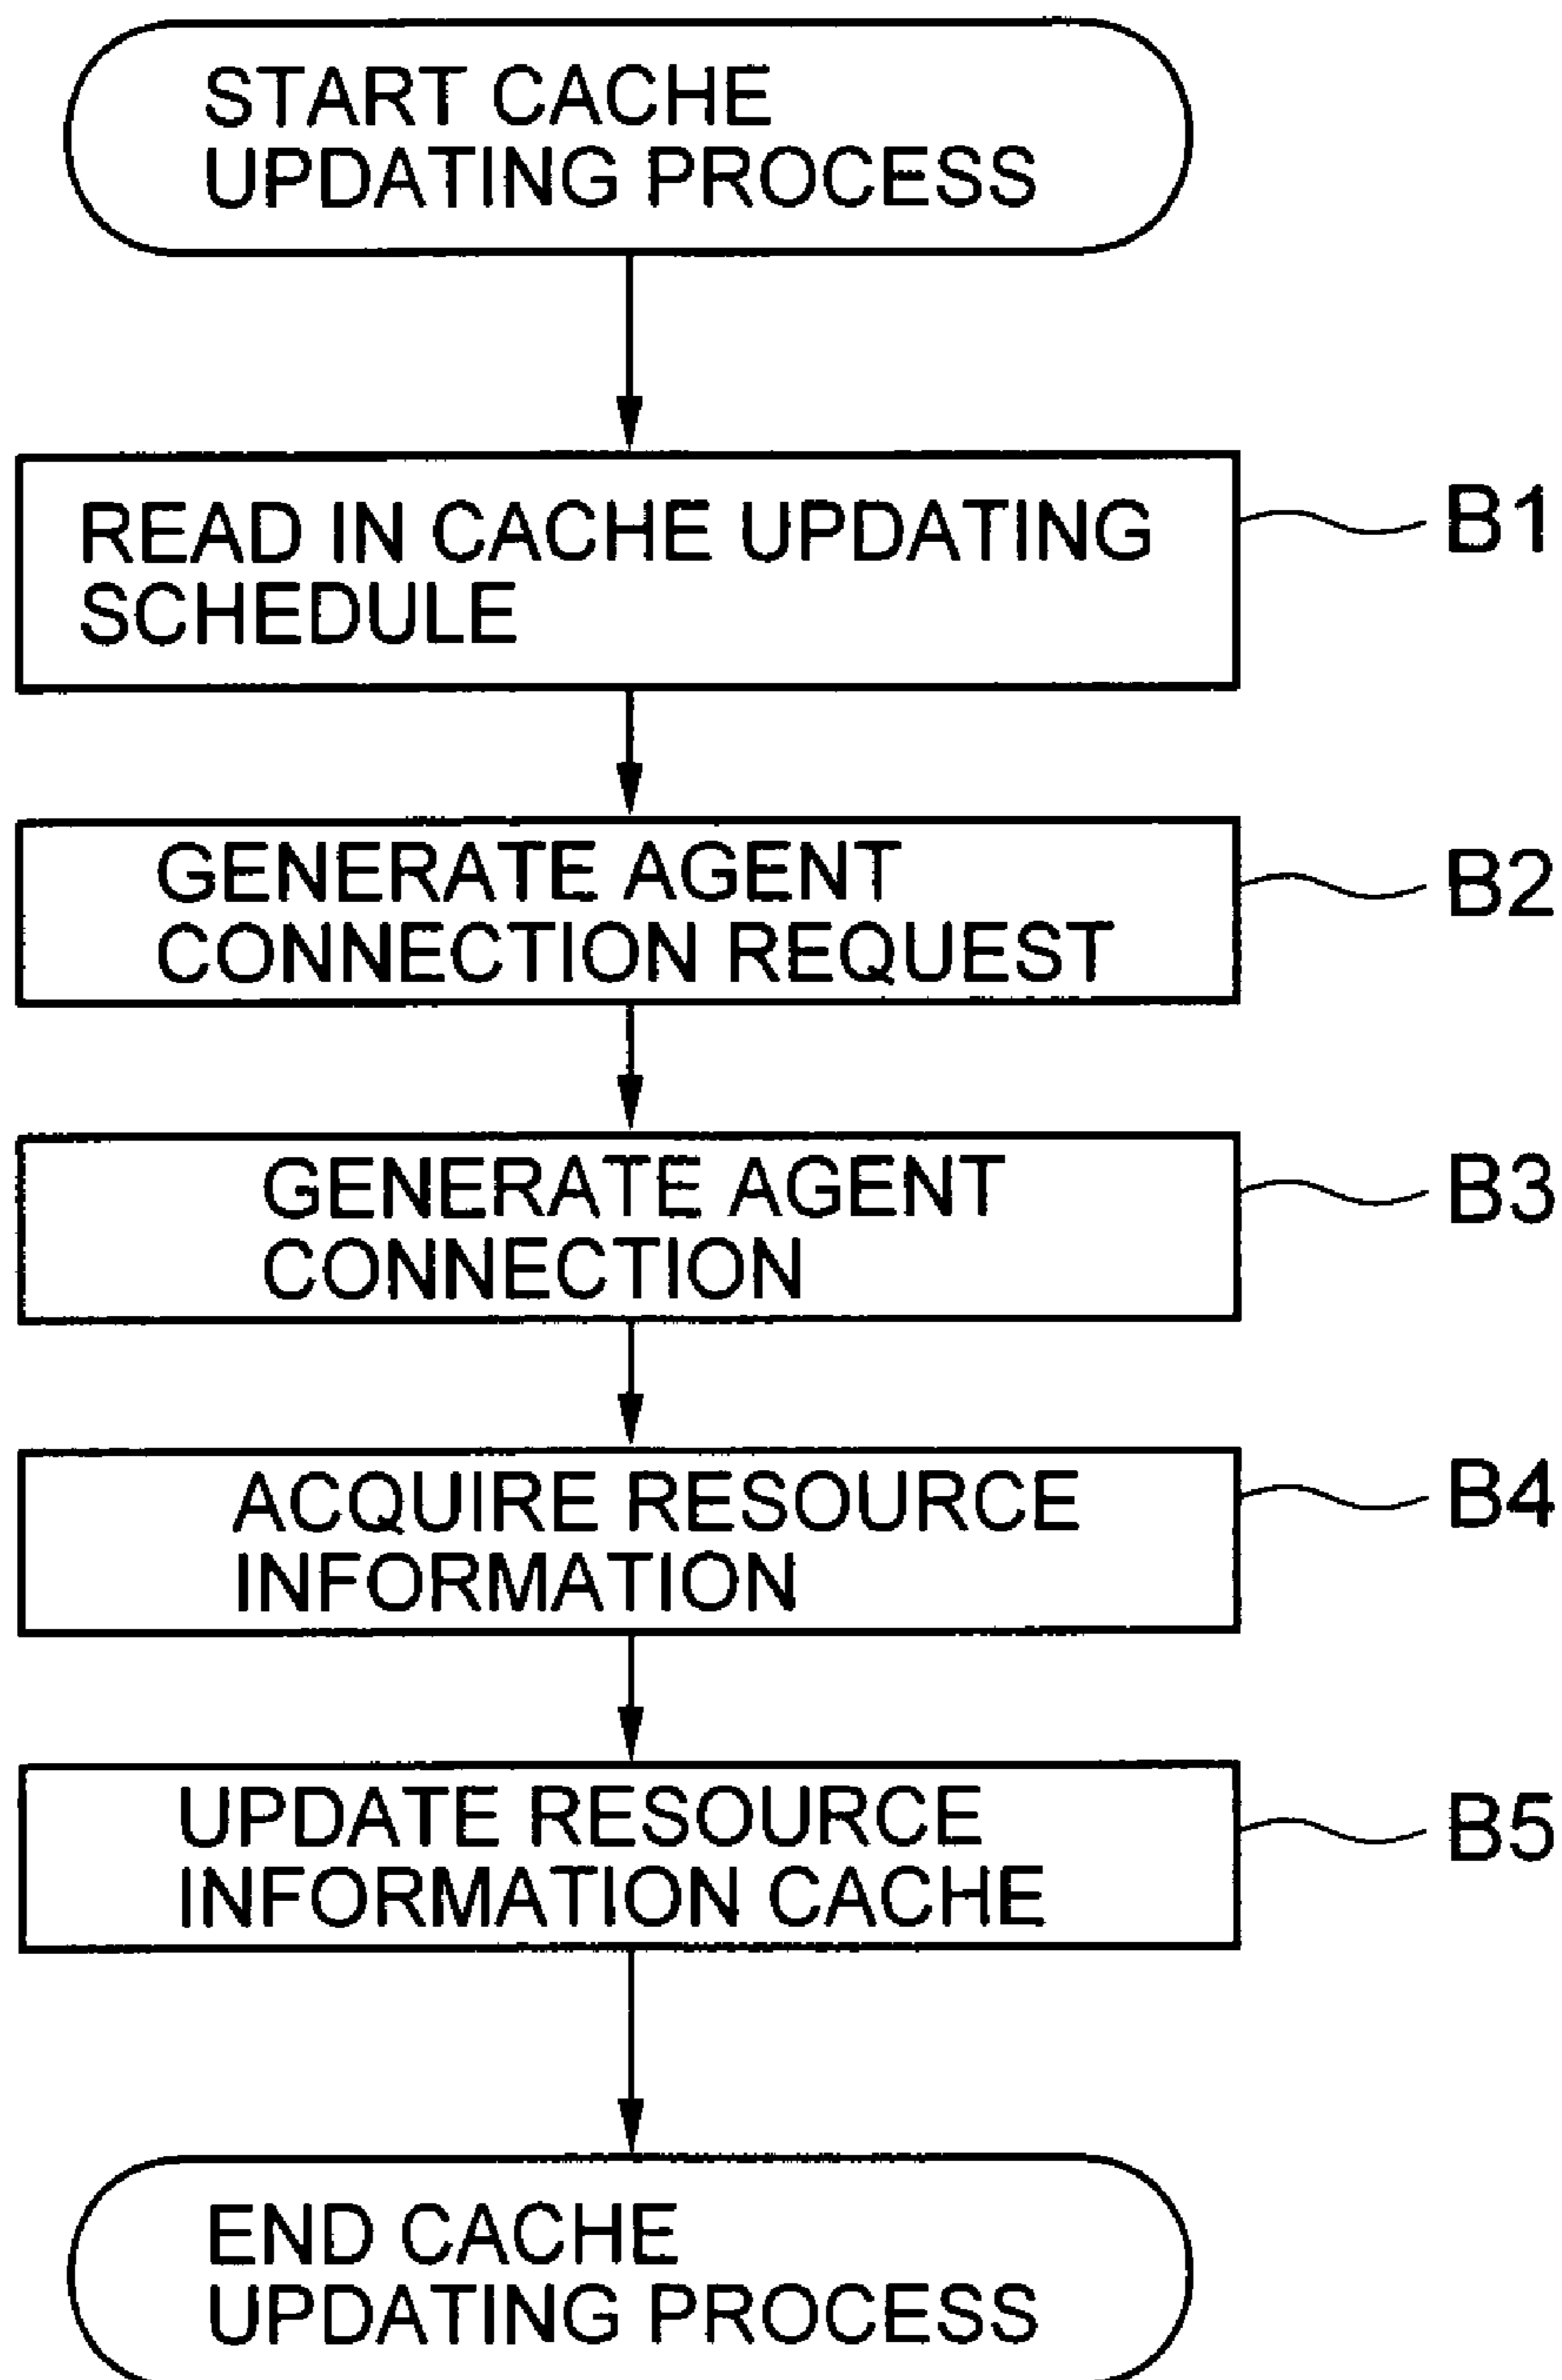 START CACHE
UPDATING PROCESS
READ IN CACHE UPDATING
SCHEDULE
B1
GENERATE AGENT
CONNECTION REQUEST
B2
GENERATE AGENT
CONNECTION
B3
ACQUIRE RESOURCE
INFORMATION
B4
UPDATE RESOURCE
INFORMATION CACHE
B5
END CACHE
UPDATING PROCESS